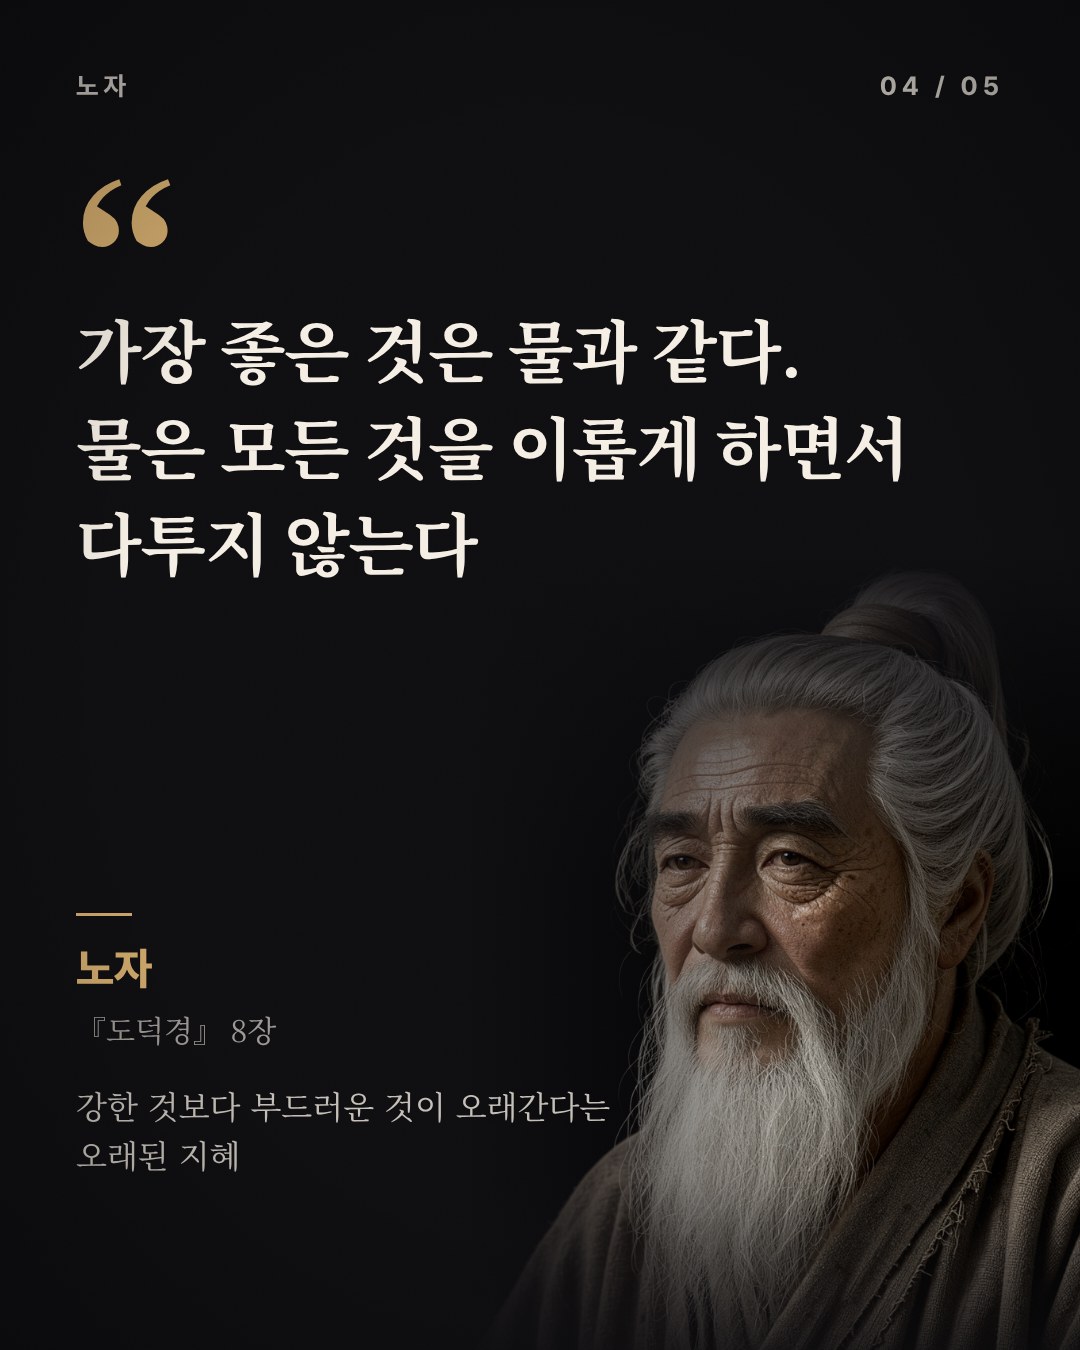 노자
04 / 05
“
가장 좋은 것은 물과 같다.
물은 모든 것을 이롭게 하면서
다투지 않는다
노자
『도덕경』 8장
강한 것보다 부드러운 것이 오래간다는
오래된 지혜